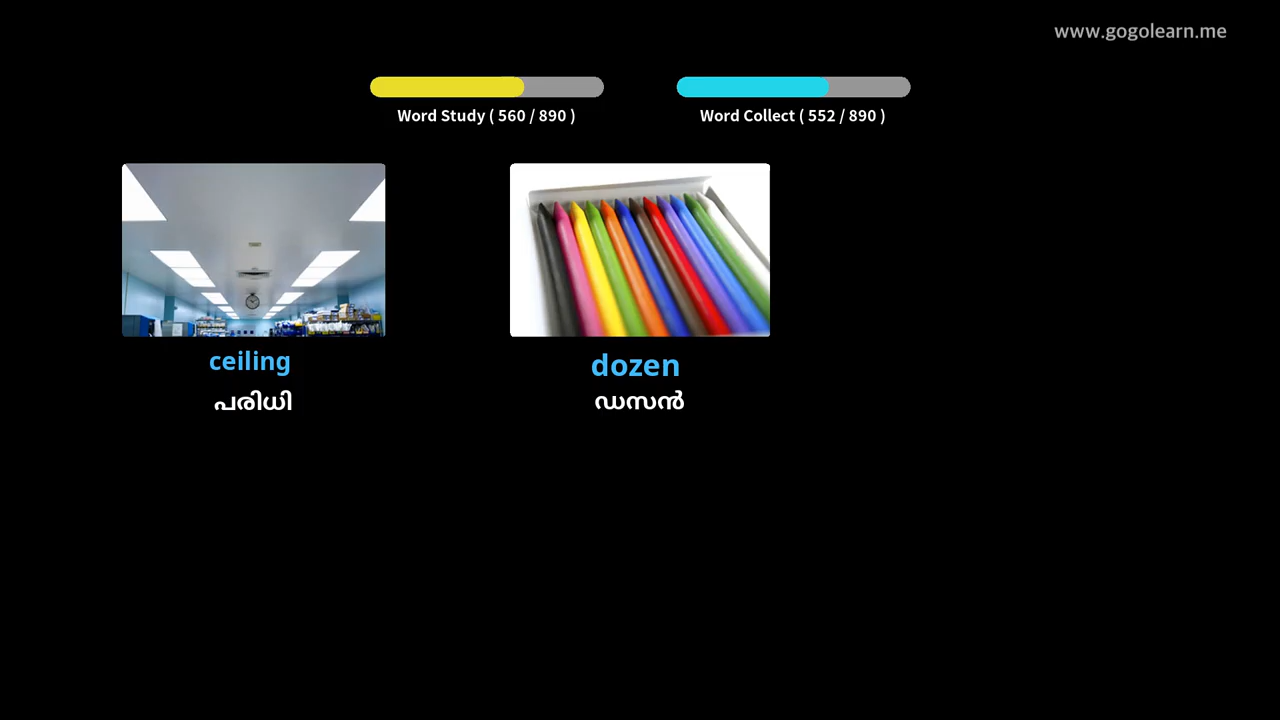 www.gogolearn.me
Word Study ( 560 / 890 )
Word Collect ( 552 / 890 )
ceiling
പരിധി
dozen
ഡസൻ